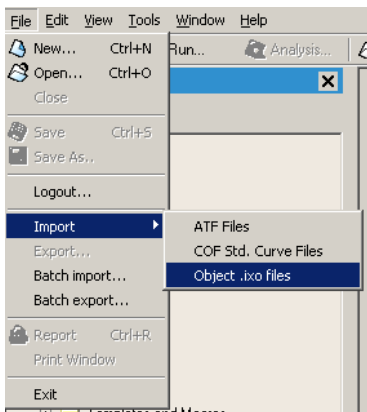 File Edit View Tools Window Help
New... Ctrl+N
Run... Analysis...
Open... Ctrl+O
Close
Save Ctrl+S
Save As..
Logout...
Import
ATF Files
Export...
COF Std. Curve Files
Batch import...
Object .ixo files
Batch export...
Report Ctrl+R
Print Window
Exit
Templates and Macros